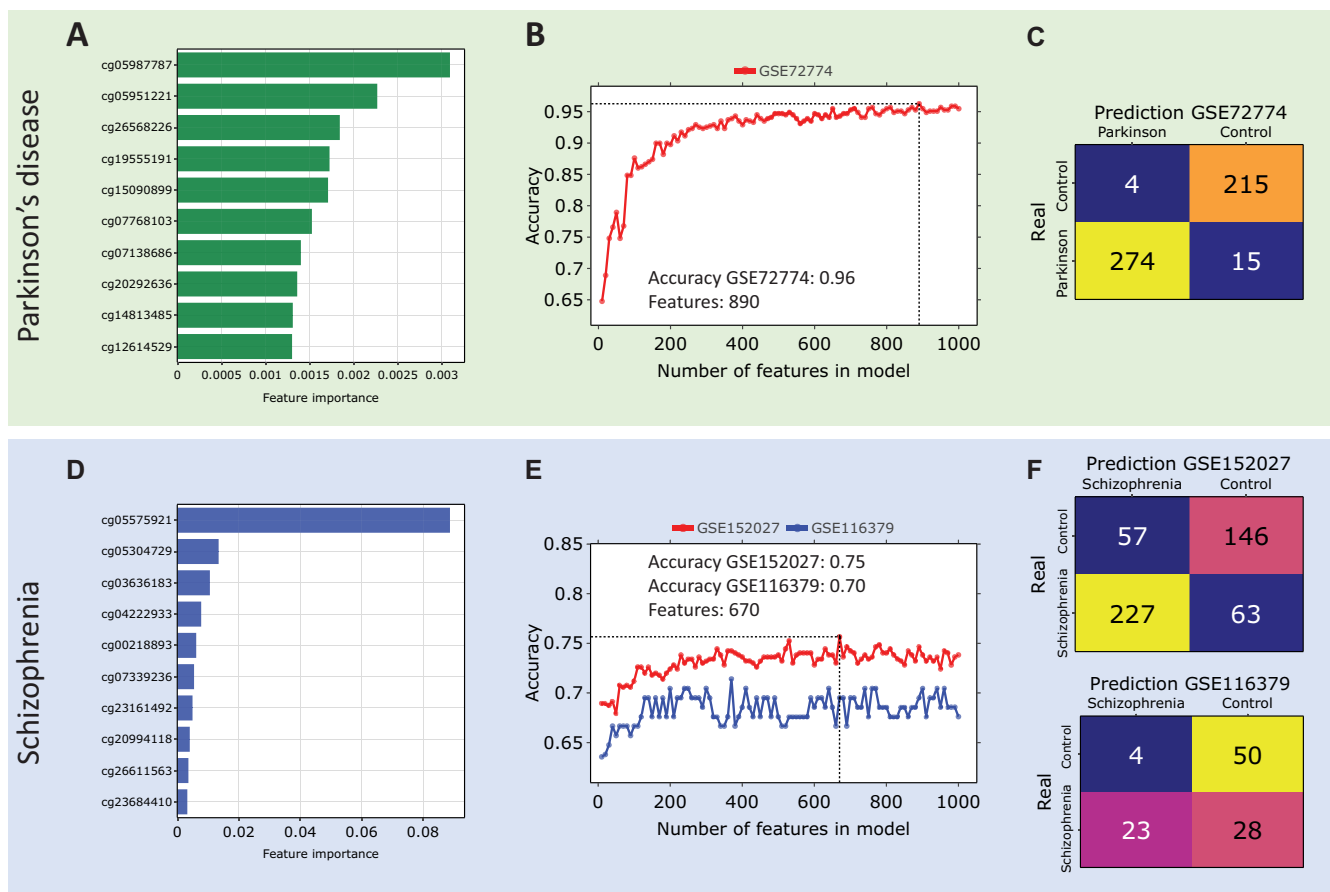 Parkinson's disease
A
cg05987787
cg05951221
cg26568226
cg19555191
cg15090899
cg07768103
cg07138686
cg20292636
cg14813485
cg12614529
0 0.0005 0.001 0.0015 0.002 0.0025 0.003
Feature importance
B
GSE72774
Accuracy
0.95
0.9
0.85
0.8
0.75
0.7
0.65
Accuracy GSE72774: 0.96
Features: 890
0 200 400 600 800 1000
Number of features in model
C
Prediction GSE72774
Parkinson Control
Real
Control
4 215
Parkinson
274 15
Schizophrenia
D
cg05575921
cg05304729
cg03636183
cg04222933
cg00218893
cg07339236
cg23161492
cg20994118
cg26611563
cg23684410
0 0.02 0.04 0.06 0.08
Feature importance
E
GSE152027 GSE116379
Accuracy
0.85
0.8
0.75
0.7
0.65
Accuracy GSE152027: 0.75
Accuracy GSE116379: 0.70
Features: 670
0 200 400 600 800 1000
Number of features in model
F
Prediction GSE152027
Schizophrenia Control
Real
Control
57 146
Schizophrenia
227 63
Prediction GSE116379
Schizophrenia Control
Real
Control
4 50
Schizophrenia
23 28